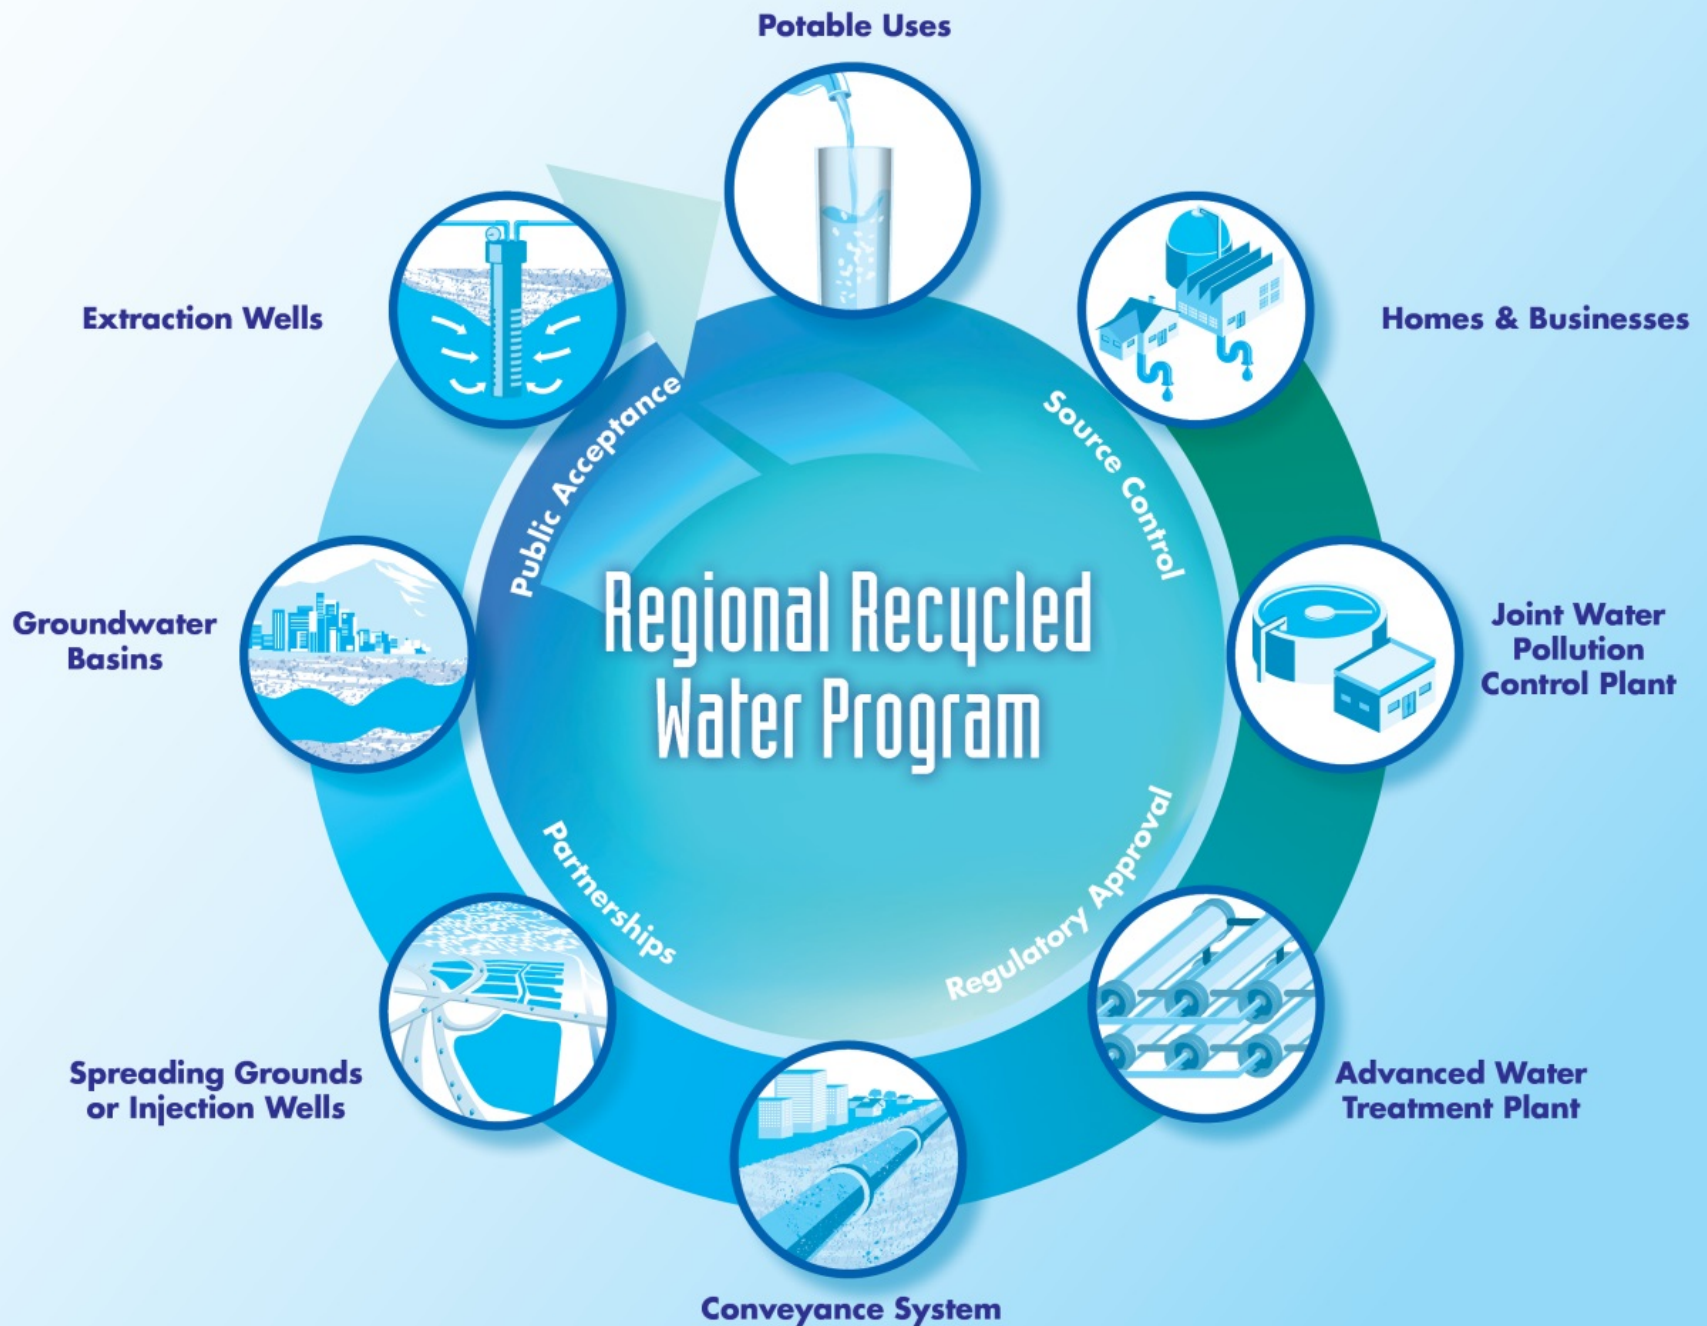 Potable Uses
Extraction Wells
Homes & Businesses
Public Acceptance
Source Control
Groundwater
Basins
Regional Recycled
Water Program
Joint Water
Pollution
Control Plant
Partnerships
Regulatory Approval
Spreading Grounds
or Injection Wells
Advanced Water
Treatment Plant
Conveyance System